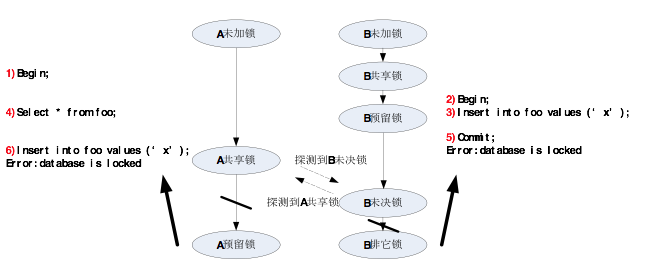 A未加锁
B未加锁
1) Begin;
B共享锁
2) Begin;
4) Select * from foo;
B预留锁
3) Insert into foo values (‘x’);
5) Commit;
Error:database is locked
6) Insert into foo values (‘x’);
Error:database is locked
A共享锁
探测到B未决锁
探测到A共享锁
B未决锁
A预留锁
B排它锁